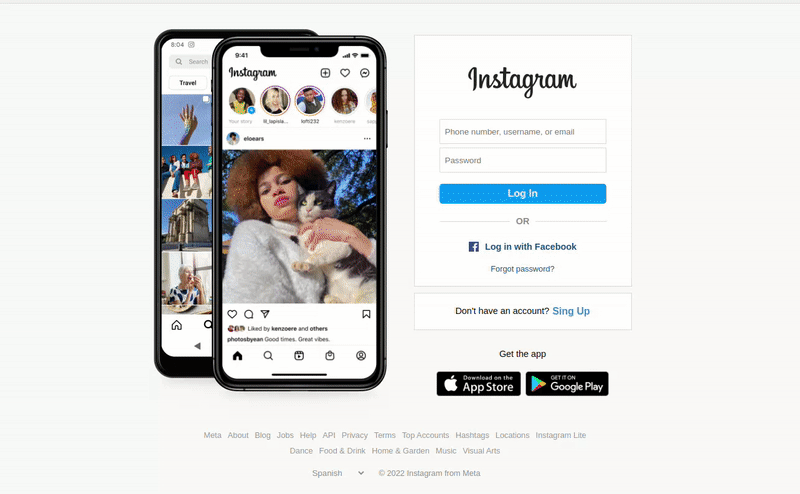 8:04
Search
Travel
9:41
Instagram
Your story
lil_lapisla...
lofti232
kenzoere
eloears
Liked by kenzoere and others
photosbyean Good times. Great vibes.
Instagram
Phone number, username, or email
Password
Log In
OR
Log in with Facebook
Forgot password?
Don't have an account? Sing Up
Get the app
Download on the
App Store
GET IT ON
Google Play
Meta About Blog Jobs Help API Privacy Terms Top Accounts Hashtags Locations Instagram Lite
Dance Food & Drink Home & Garden Music Visual Arts
Spanish © 2022 Instagram from Meta